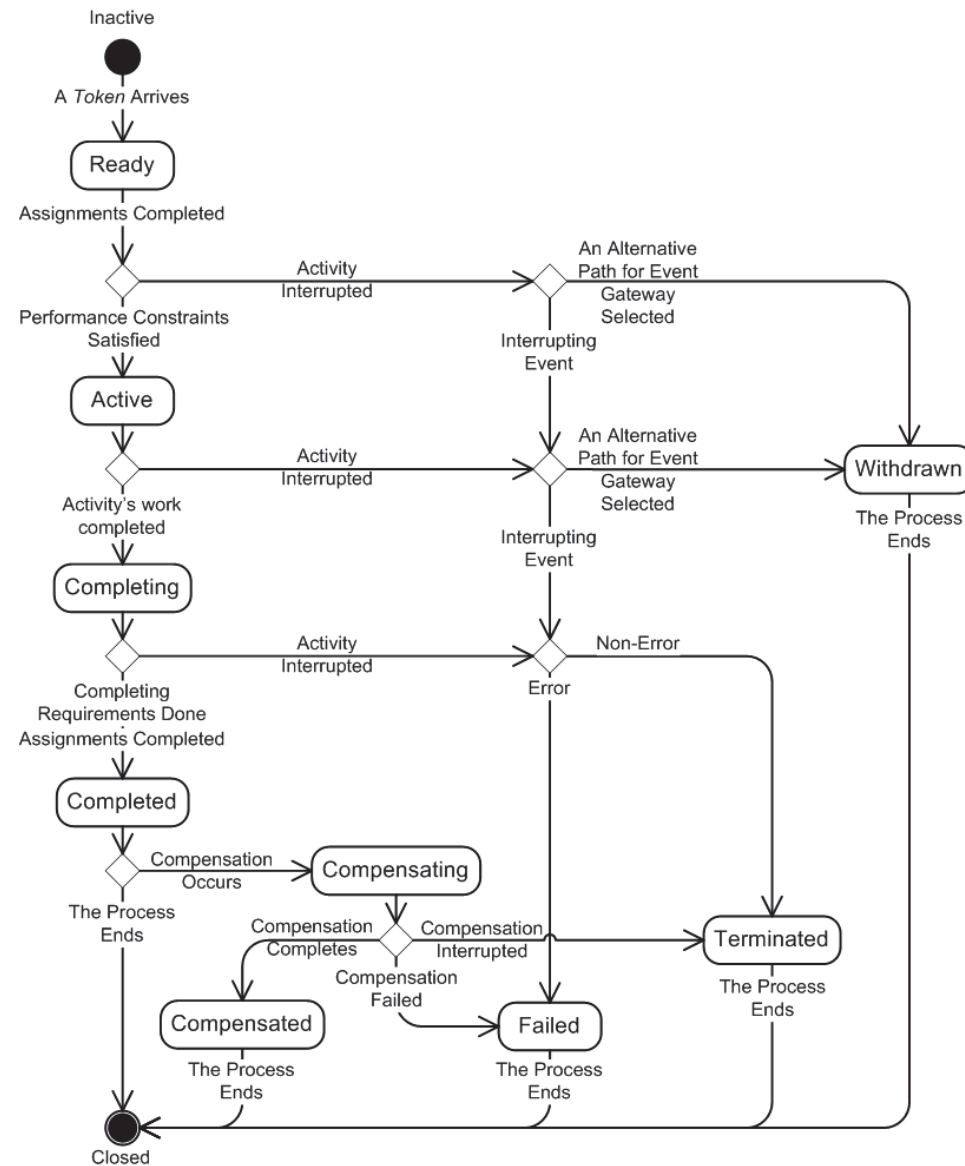 Inactive
A Token Arrives
Ready
Assignments Completed
Activity
Interrupted
An Alternative
Path for Event
Gateway
Selected
Performance Constraints
Satisfied
Interrupting
Event
Active
Activity
Interrupted
An Alternative
Path for Event
Gateway
Selected
Withdrawn
Activity's work
completed
Interrupting
Event
The Process
Ends
Completing
Activity
Interrupted
Non-Error
Completing
Requirements Done
Assignments Completed
Error
Completed
Compensation
Occurs
Compensating
The Process
Ends
Compensation
Completes
Compensation
Interrupted
Terminated
Compensation
Failed
The Process
Ends
Compensated
Failed
The Process
Ends
The Process
Ends
Closed